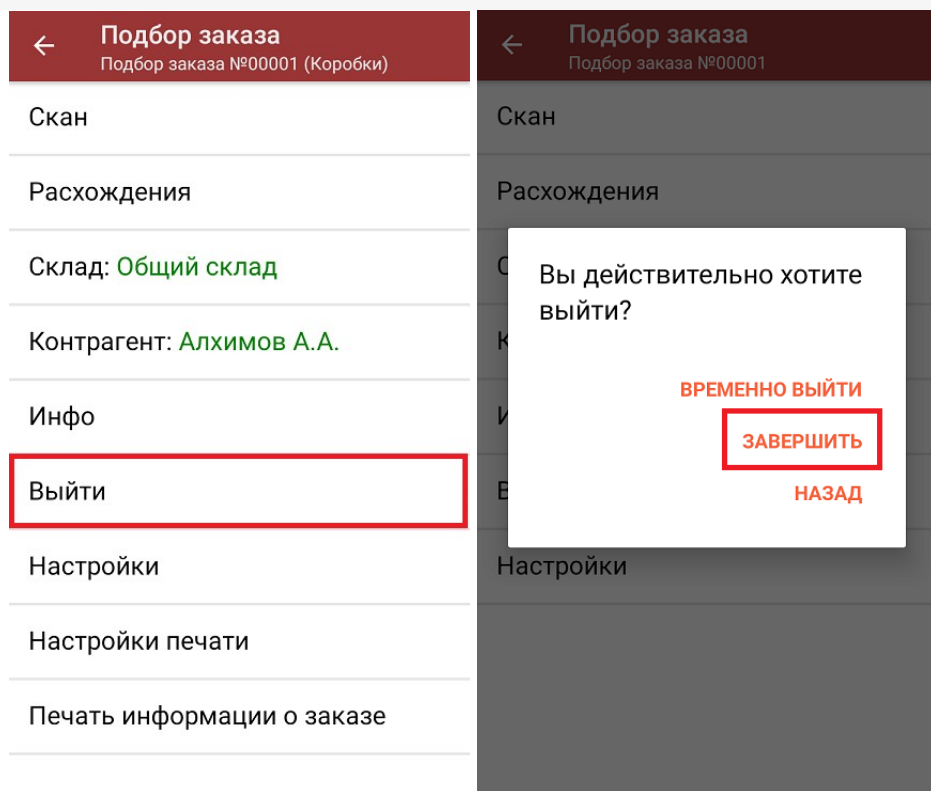 Подбор заказа
Подбор заказа №00001 (Коробки)
Скан
Расхождения
Склад: Общий склад
Контрагент: Алхимов А.А.
Инфо
Выйти
Настройки
Настройки печати
Печать информации о заказе
Подбор заказа
Подбор заказа №00001
Скан
Расхождения
С
Вы действительно хотите
выйти?
К
ВРЕМЕННО ВЫЙТИ
И
ЗАВЕРШИТЬ
В
НАЗАД
Настройки